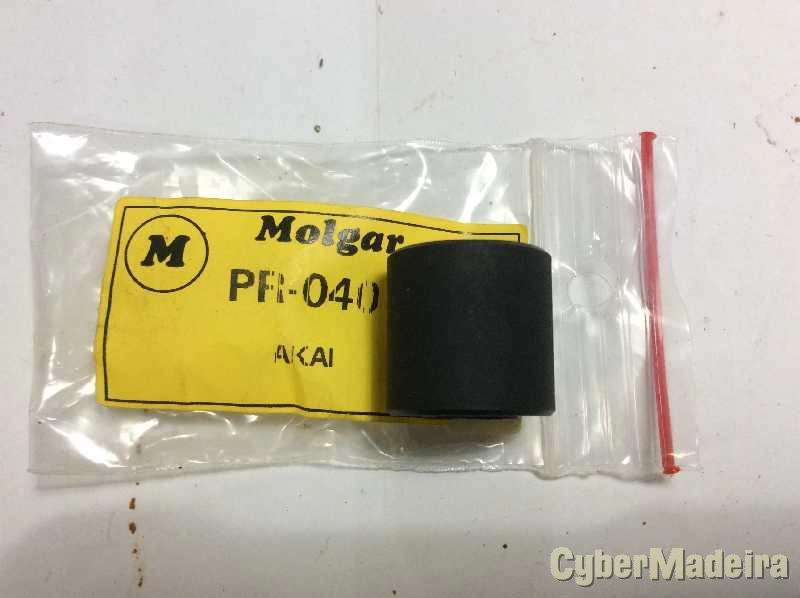 M
Molgar
PR-040
AKAI
CyberMadeira